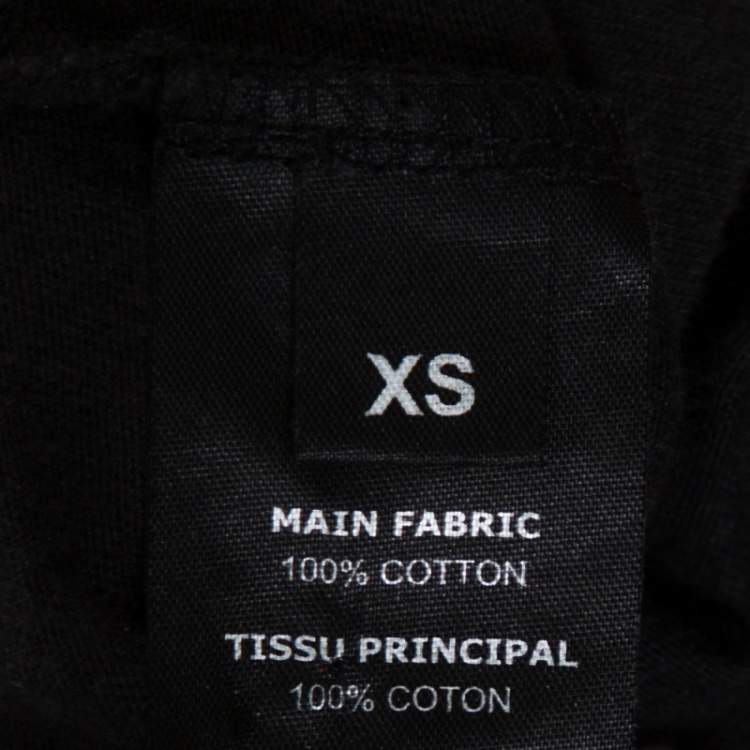 XS
MAIN FABRIC
100% COTTON
TISSU PRINCIPAL
100% COTON